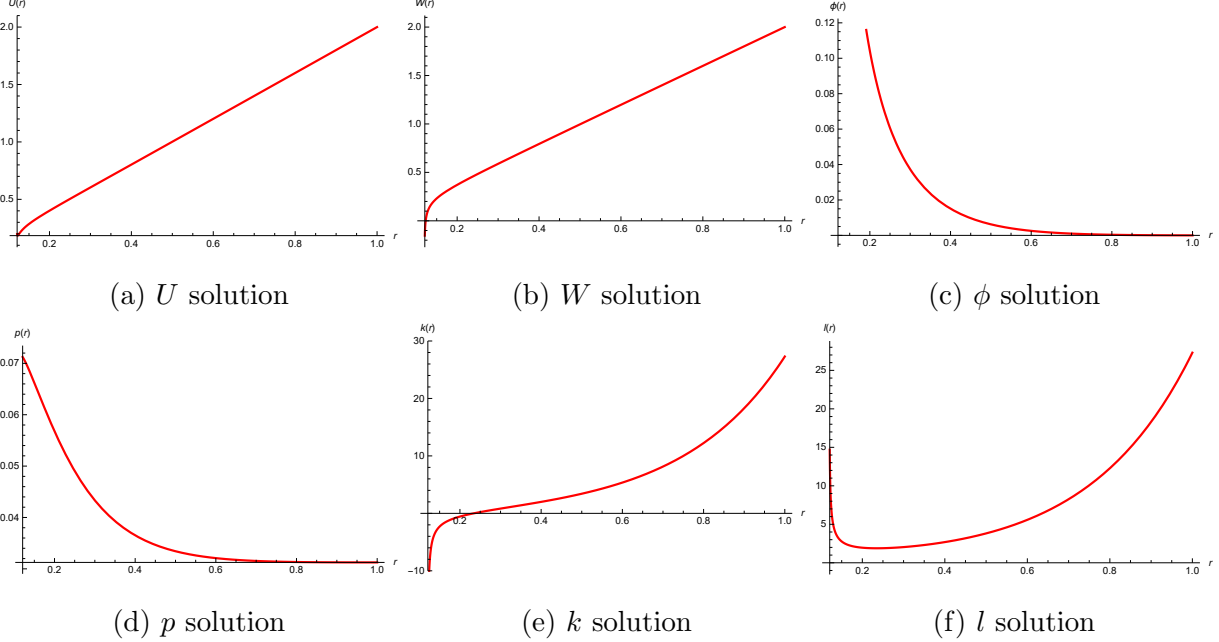 U(r) W(r) ϕ(r)
2.0 2.0 0.12
0.10
1.5 1.5
0.08
1.0 1.0 0.06
0.04
0.5 0.5
0.02
0.2 0.4 0.6 0.8 1.0 r 0.2 0.4 0.6 0.8 1.0 r 0.2 0.4 0.6 0.8 1.0 r
(a) U solution (b) W solution (c) ϕ solution
p(r) k(r) l(r)
30
0.07 25
20 20
0.06
15
0.05 10
10
0.04 5
0.2 0.4 0.6 0.8 1.0 r 0.2 0.4 0.6 0.8 1.0 r 0.2 0.4 0.6 0.8 1.0 r
−10
(d) p solution (e) k solution (f) l solution